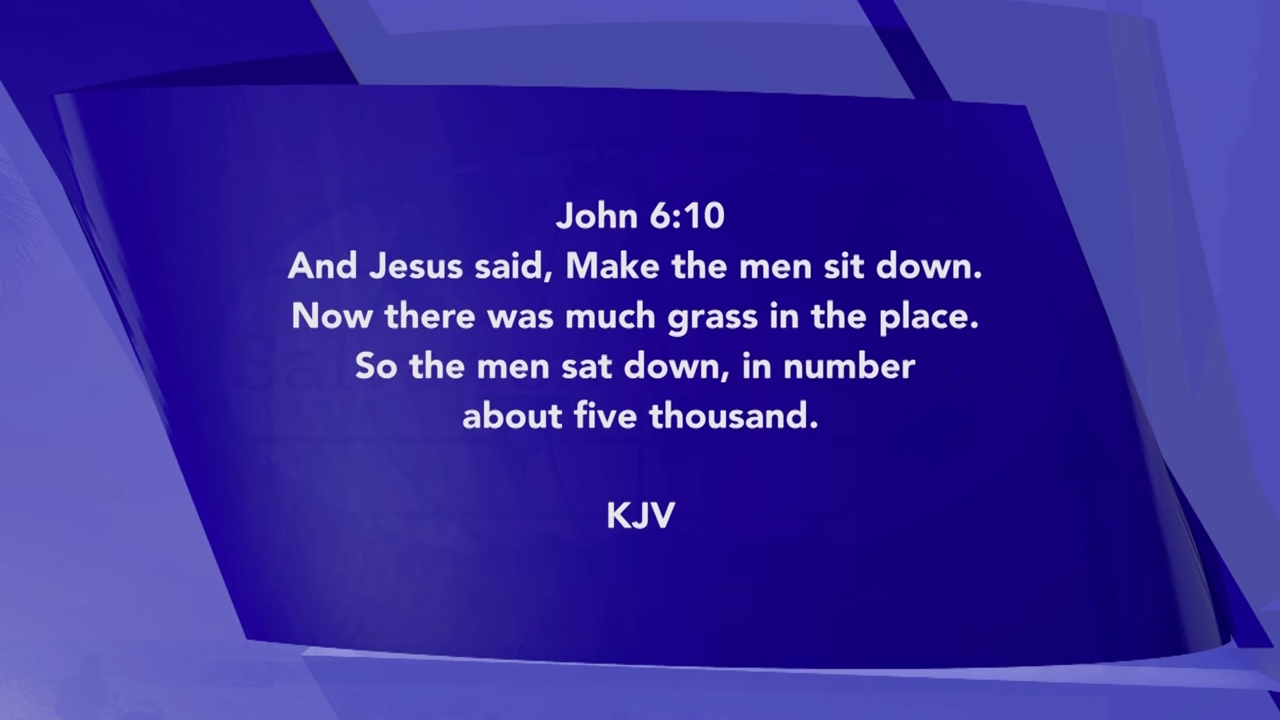 John 6:10
And Jesus said, Make the men sit down.
Now there was much grass in the place.
So the men sat down, in number
about five thousand.
KJV